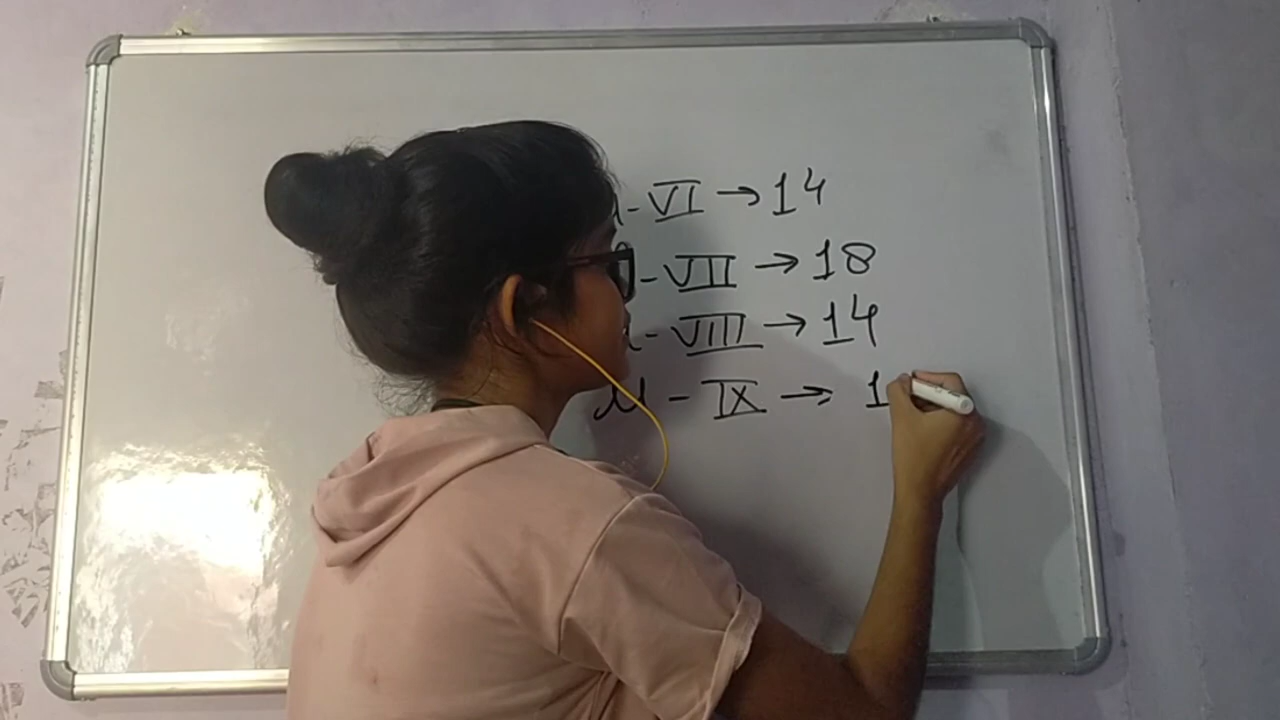 - VI → 14
- VII → 18
- VIII → 14
- IX → 1